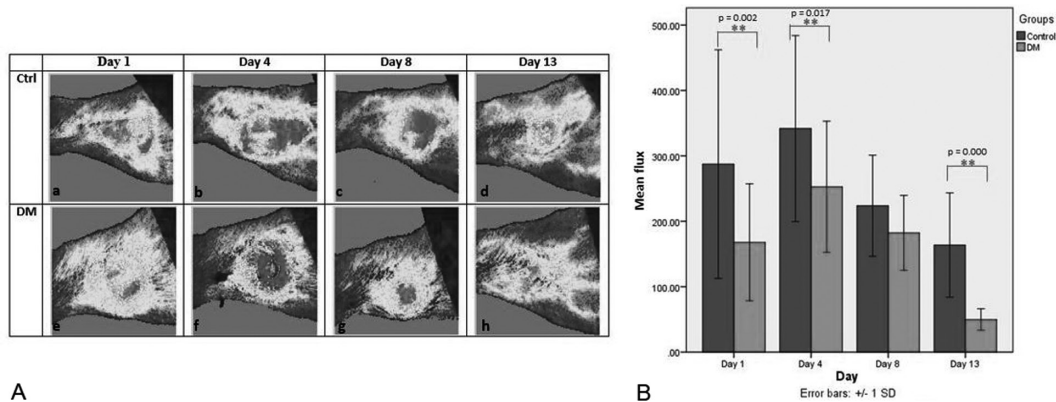 Day 1 Day 4 Day 8 Day 13
Ctrl
a b c d
DM
e f g h
A
500.00
400.00
300.00
200.00
100.00
.00
Mean flux
p = 0.002
**
p = 0.017
**
p = 0.000
**
Groups
Control
DM
Day 1 Day 4 Day 8 Day 13
Day
Error bars: +/- 1 SD
B